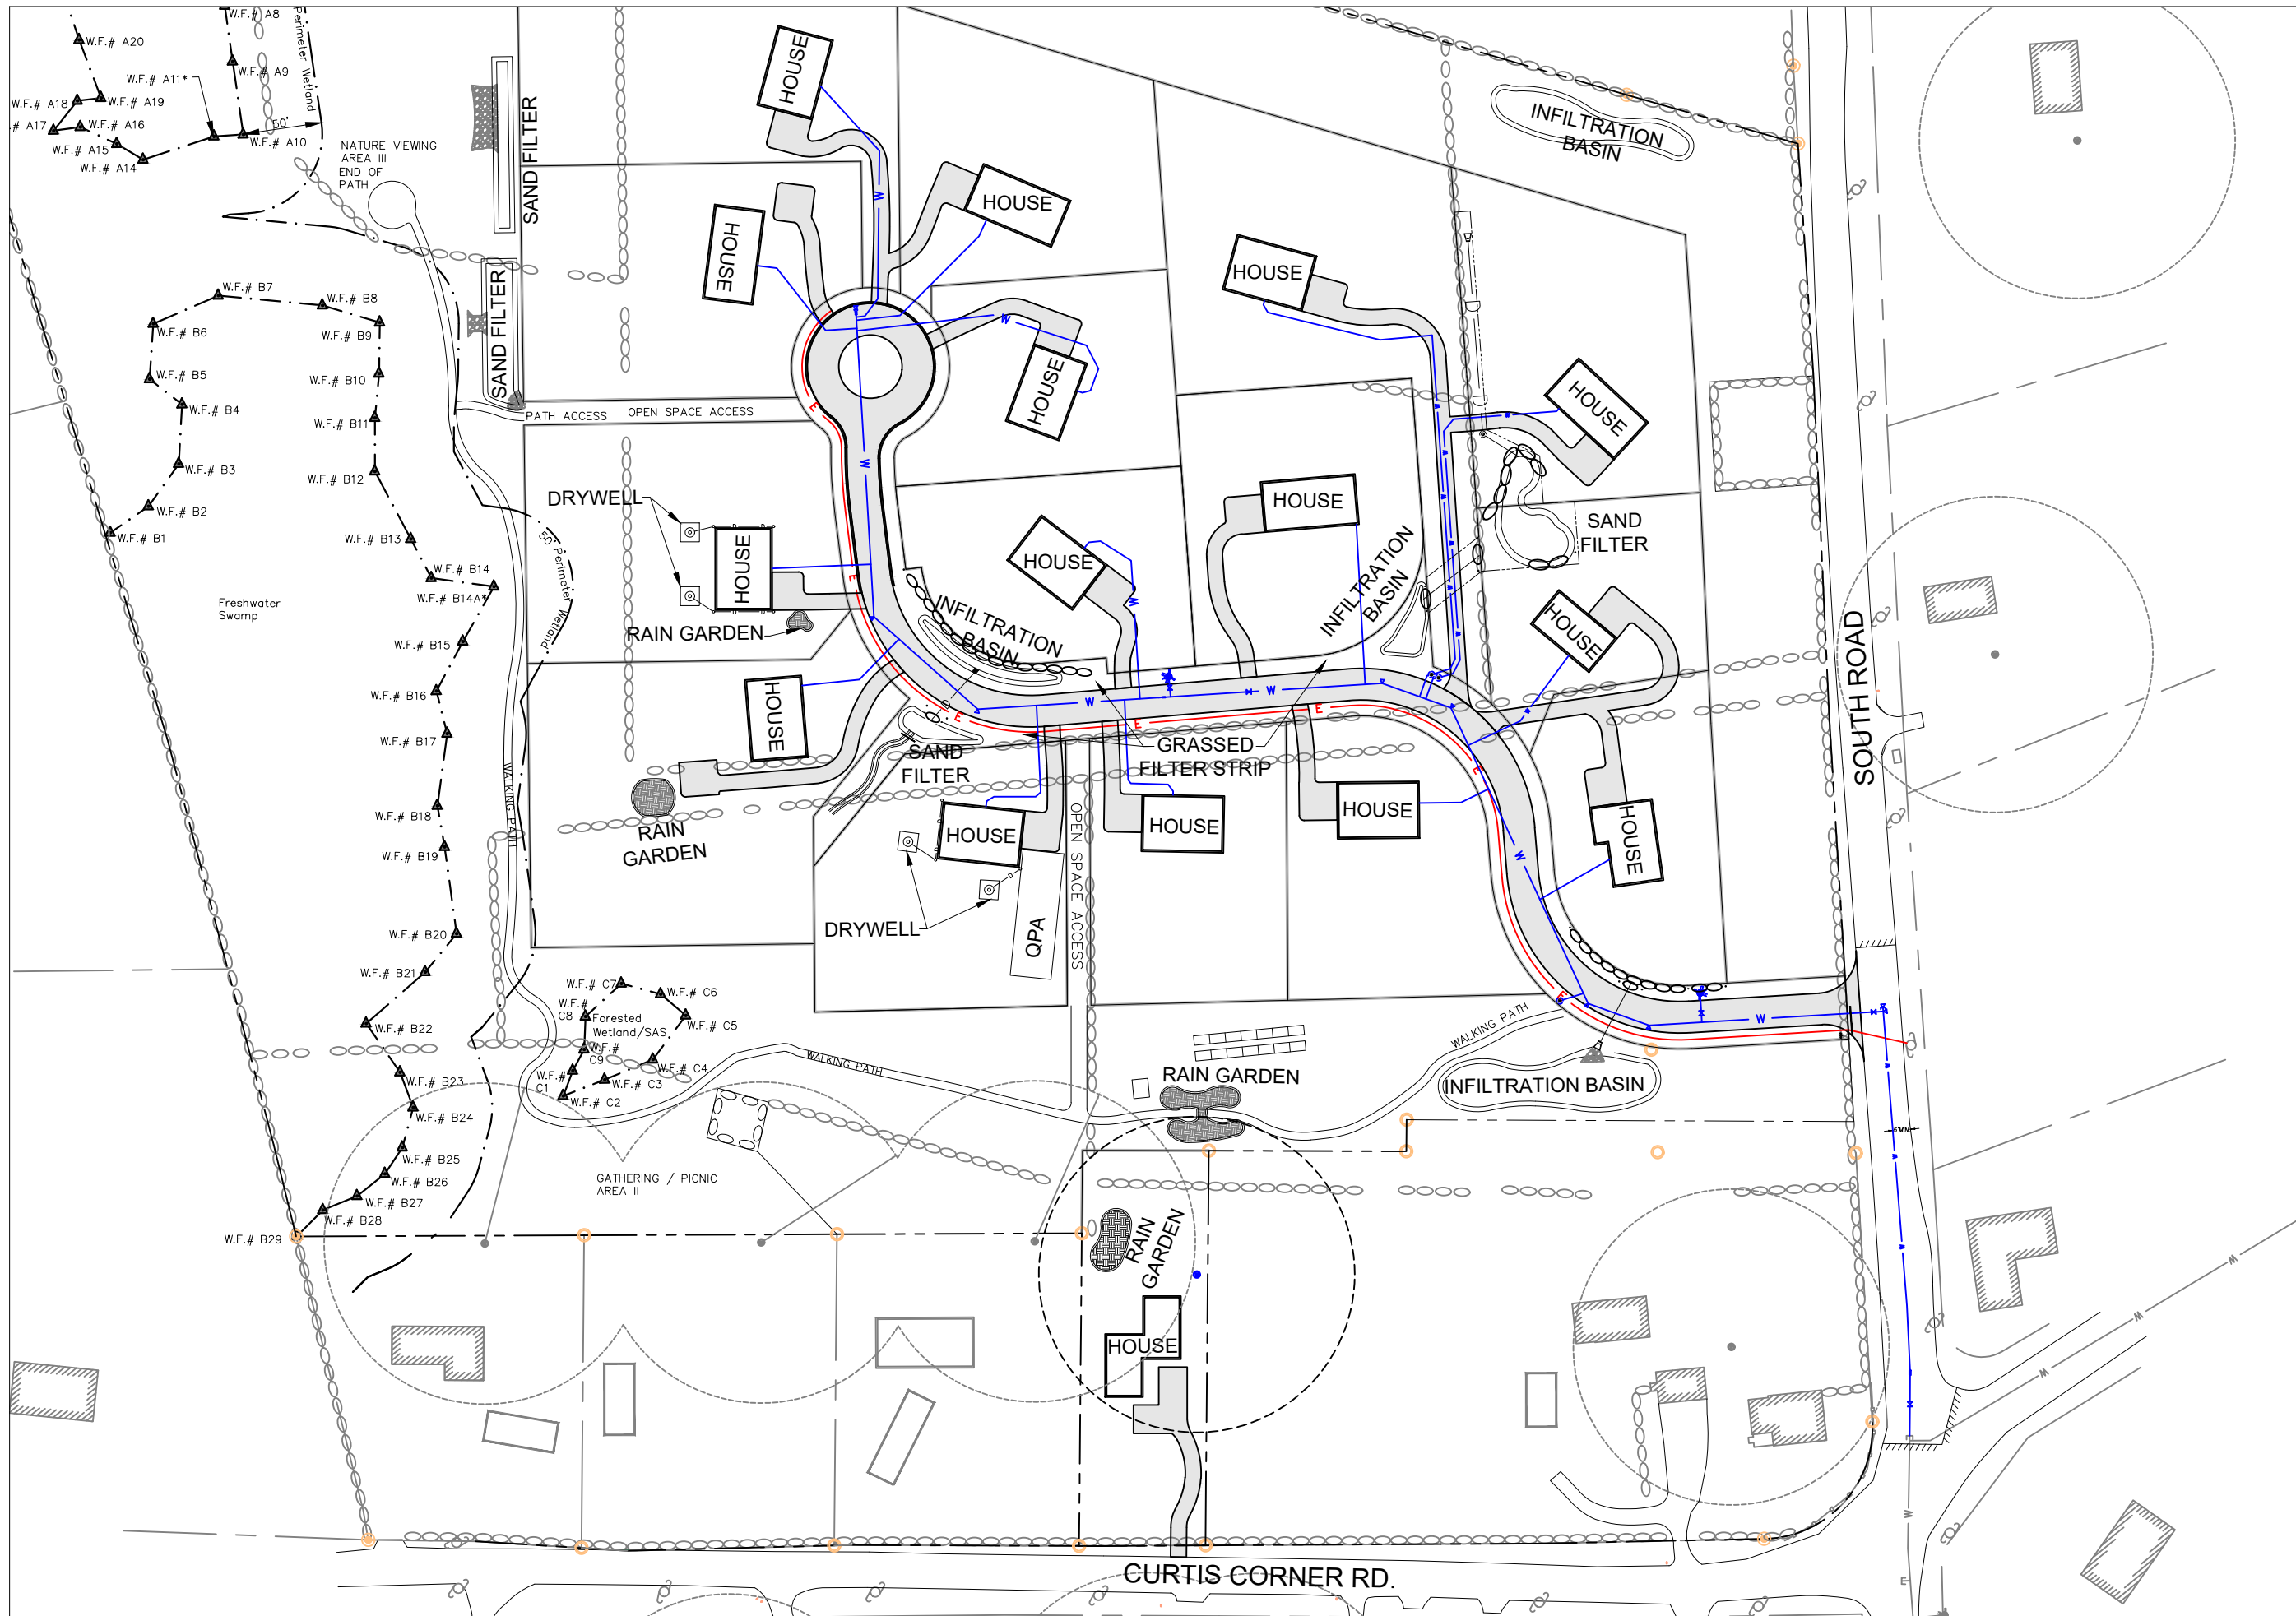 W.F.# A8
W.F.# A20
W.F.# A9
W.F.# A11*
W.F.# A18
W.F.# A19
# A17
W.F.# A16
W.F.# A15
W.F.# A14
W.F.# A10
50'
Perimeter Wetland
NATURE VIEWING
AREA III
END OF
PATH
SAND FILTER
SAND FILTER
HOUSE
HOUSE
HOUSE
HOUSE
HOUSE
HOUSE
INFILTRATION
BASIN
W
W
W.F.# B7
W.F.# B8
W.F.# B6
W.F.# B9
W.F.# B5
W.F.# B10
W.F.# B4
W.F.# B11
W.F.# B3
W.F.# B12
W.F.# B2
W.F.# B1
W.F.# B13
W.F.# B14
W.F.# B14A*
PATH ACCESS
OPEN SPACE ACCESS
E
W
DRYWELL
HOUSE
E
RAIN GARDEN
INFILTRATION
BASIN
HOUSE
W
HOUSE
INFILTRATION
BASIN
SAND
FILTER
HOUSE
SOUTH ROAD
50' Perimeter Wetland
Freshwater
Swamp
W.F.# B15
W.F.# B16
W.F.# B17
W.F.# B18
W.F.# B19
W.F.# B20
W.F.# B21
W.F.# B22
W.F.# B23
W.F.# B24
W.F.# B25
W.F.# B26
W.F.# B27
W.F.# B28
W.F.# B29
WALKING PATH
HOUSE
E
W
E
W
E
SAND
FILTER
GRASSED
FILTER STRIP
E
RAIN
GARDEN
HOUSE
HOUSE
HOUSE
HOUSE
W
DRYWELL
QPA
OPEN SPACE ACCESS
W.F.# C7
W.F.# C6
W.F.#
C8
W.F.# C5
Forested
Wetland/SAS
W.F.#
C9
W.F.# C4
W.F.#
C1
W.F.# C3
W.F.# C2
WALKING PATH
WALKING PATH
E
W
RAIN GARDEN
INFILTRATION BASIN
5' MIN.
GATHERING / PICNIC
AREA II
RAIN
GARDEN
HOUSE
W
W
W
W
CURTIS CORNER RD.